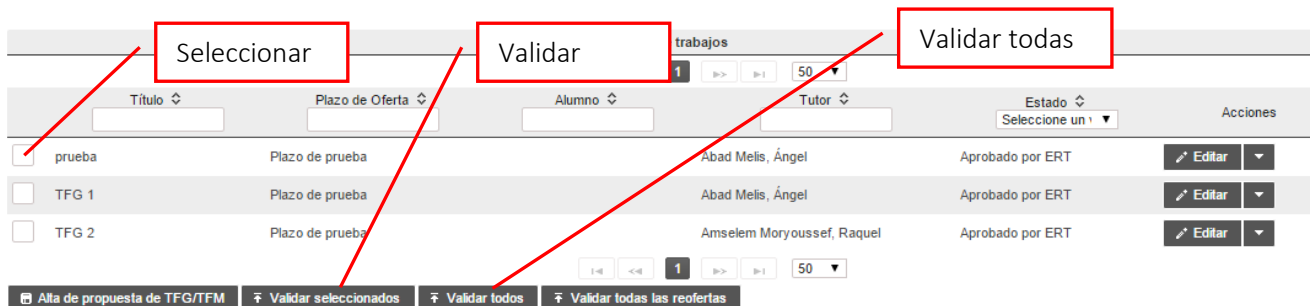 Seleccionar
Validar
Validar todas
trabajos
1 50
Título Plazo de Oferta Alumno Tutor Estado Acciones
Seleccione un
prueba Plazo de prueba Abad Melis, Ángel Aprobado por ERT Editar
TFG 1 Plazo de prueba Abad Melis, Ángel Aprobado por ERT Editar
TFG 2 Plazo de prueba Amselem Moryoussef, Raquel Aprobado por ERT Editar
1 50
Alta de propuesta de TFG/TFM Validar seleccionados Validar todos Validar todas las reofertas